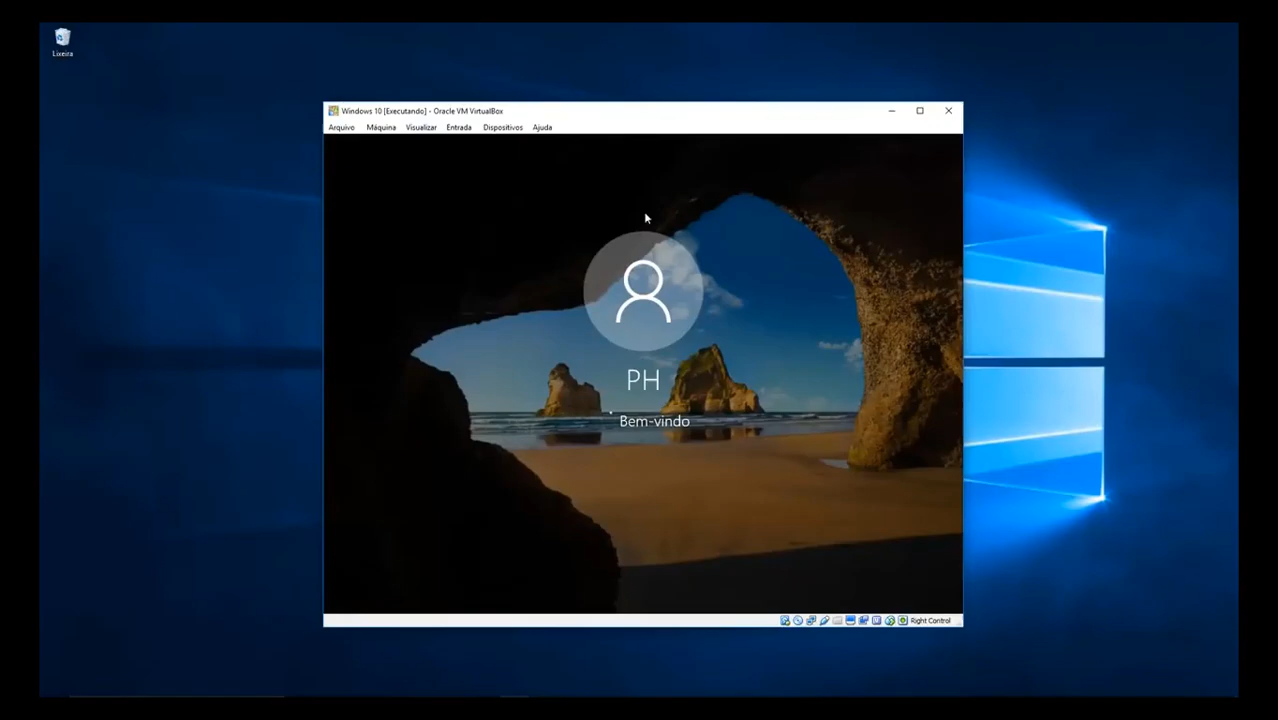 Lixeira
Windows 10 [Executando] - Oracle VM VirtualBox
Arquivo Máquina Visualizar Entrada Dispositivos Ajuda
PH
Bem-vindo
Right Control